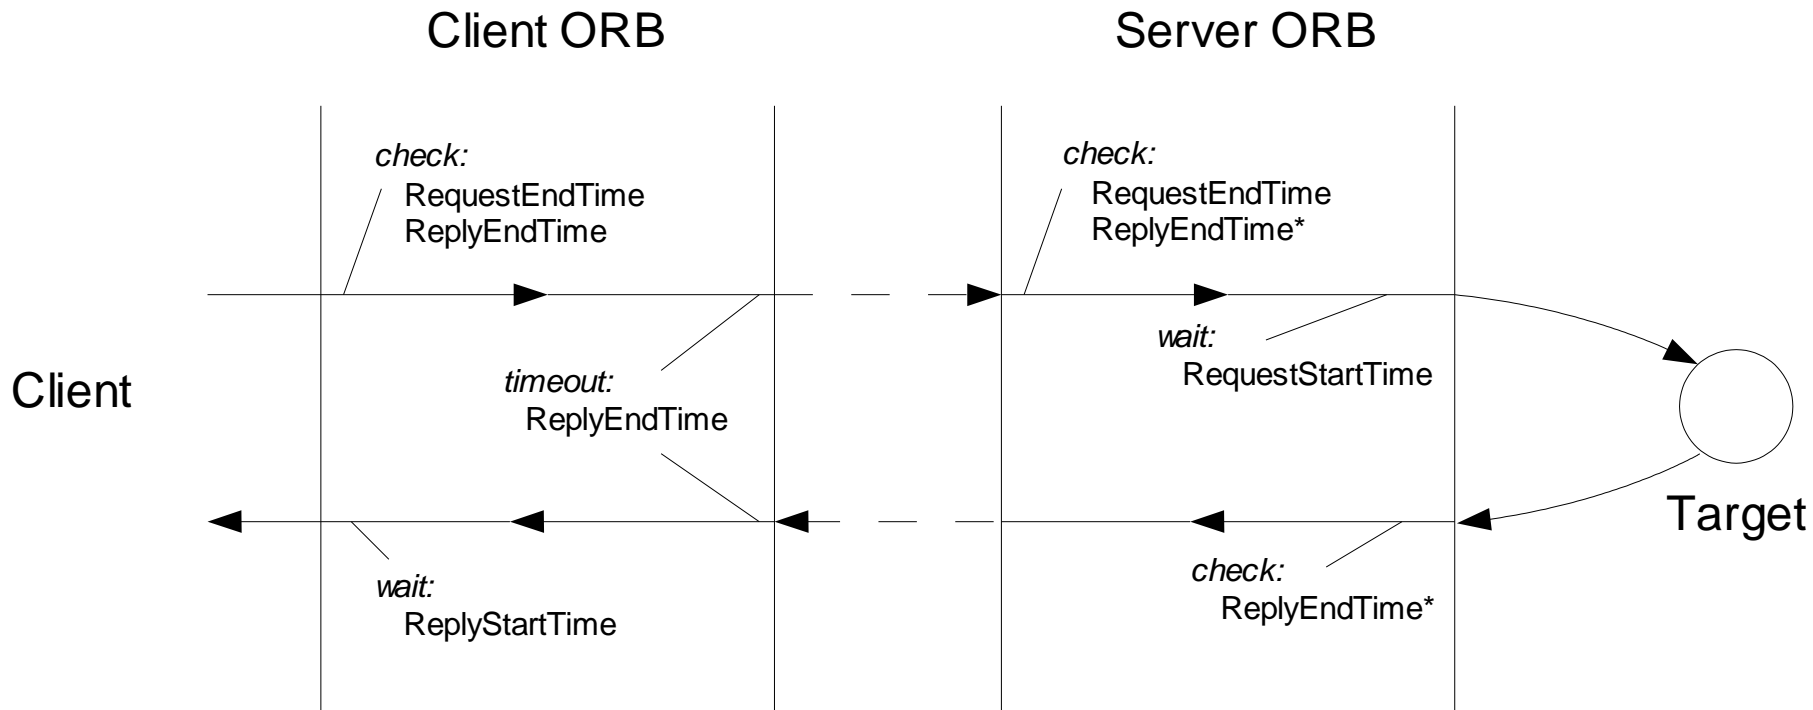 Client ORB
Server ORB
check:
RequestEndTime
ReplyEndTime
check:
RequestEndTime
ReplyEndTime*
wait:
RequestStartTime
Client
timeout:
ReplyEndTime
Target
wait:
ReplyStartTime
check:
ReplyEndTime*